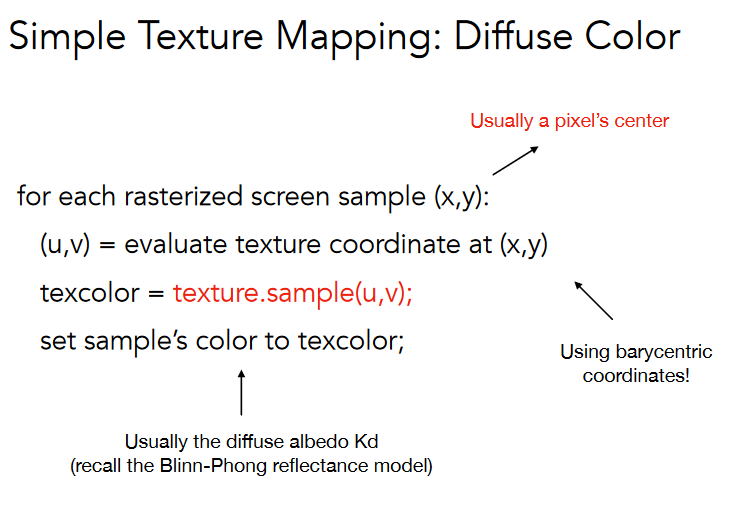 Simple Texture Mapping: Diffuse Color
Usually a pixel's center
for each rasterized screen sample (x,y):
(u,v) = evaluate texture coordinate at (x,y)
texcolor = texture.sample(u,v);
set sample's color to texcolor;
Using barycentric
coordinates!
Usually the diffuse albedo Kd
(recall the Blinn-Phong reflectance model)